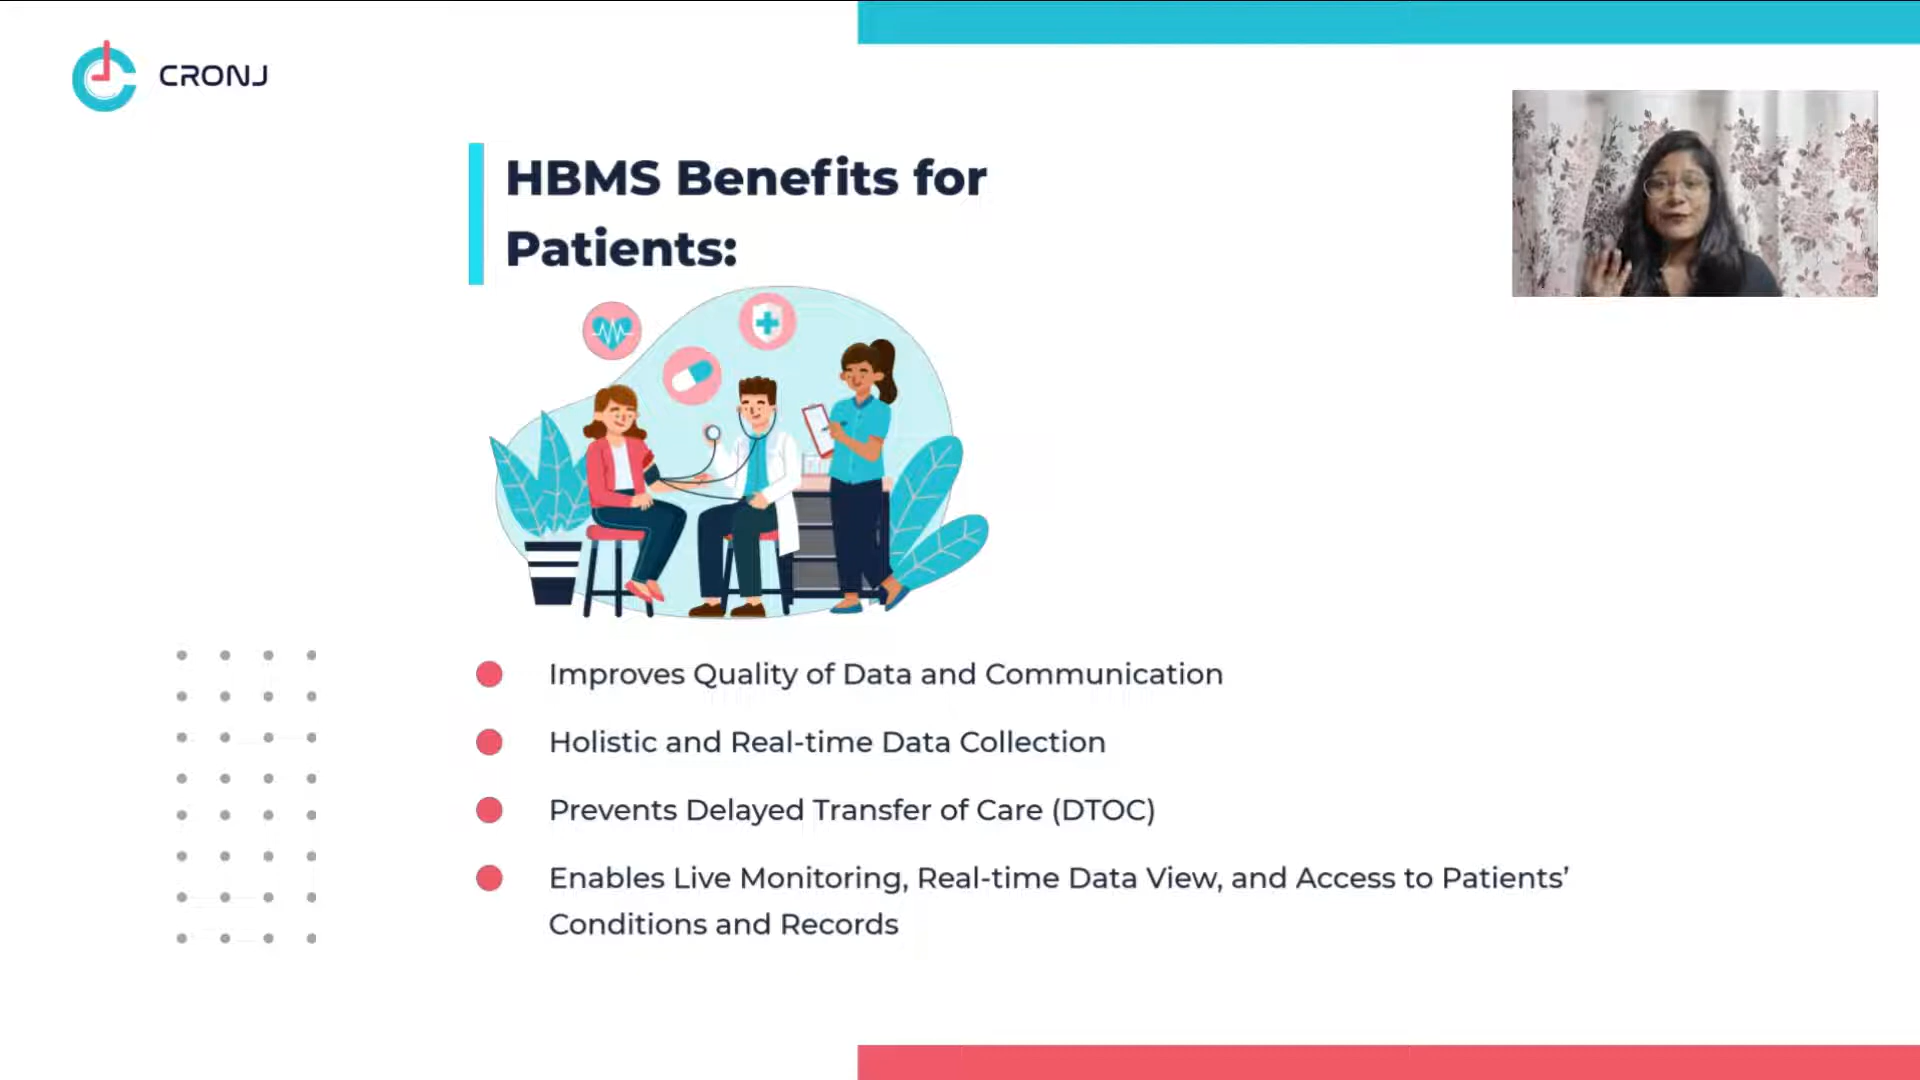 CRONJ
HBMS Benefits for
Patients:
Improves Quality of Data and Communication
Holistic and Real-time Data Collection
Prevents Delayed Transfer of Care (DTOC)
Enables Live Monitoring, Real-time Data View, and Access to Patients’
Conditions and Records